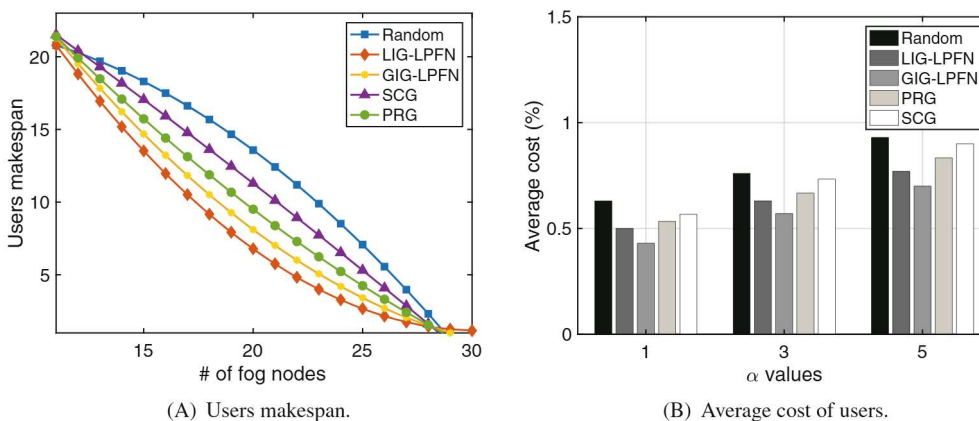 Users makespan
20
15
10
5
15
20
25
30
# of fog nodes
Random
LIG-LPFN
GIG-LPFN
SCG
PRG
(A) Users makespan.
Average cost (%)
1
0.5
0
1
3
5
α values
Random
LIG-LPFN
GIG-LPFN
PRG
SCG
(B) Average cost of users.